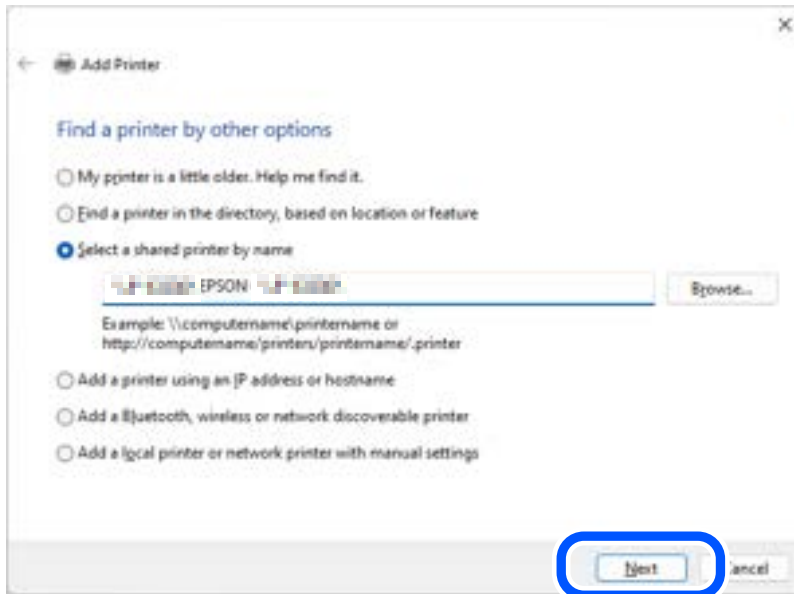 Add Printer
Find a printer by other options
My printer is a little older. Help me find it.
Find a printer in the directory, based on location or feature
Select a shared printer by name
EPSON
Browse...
Example: \\computername\printername or
http://computername/printers/printername/.printer
Add a printer using an IP address or hostname
Add a Bluetooth, wireless or network discoverable printer
Add a local printer or network printer with manual settings
Next